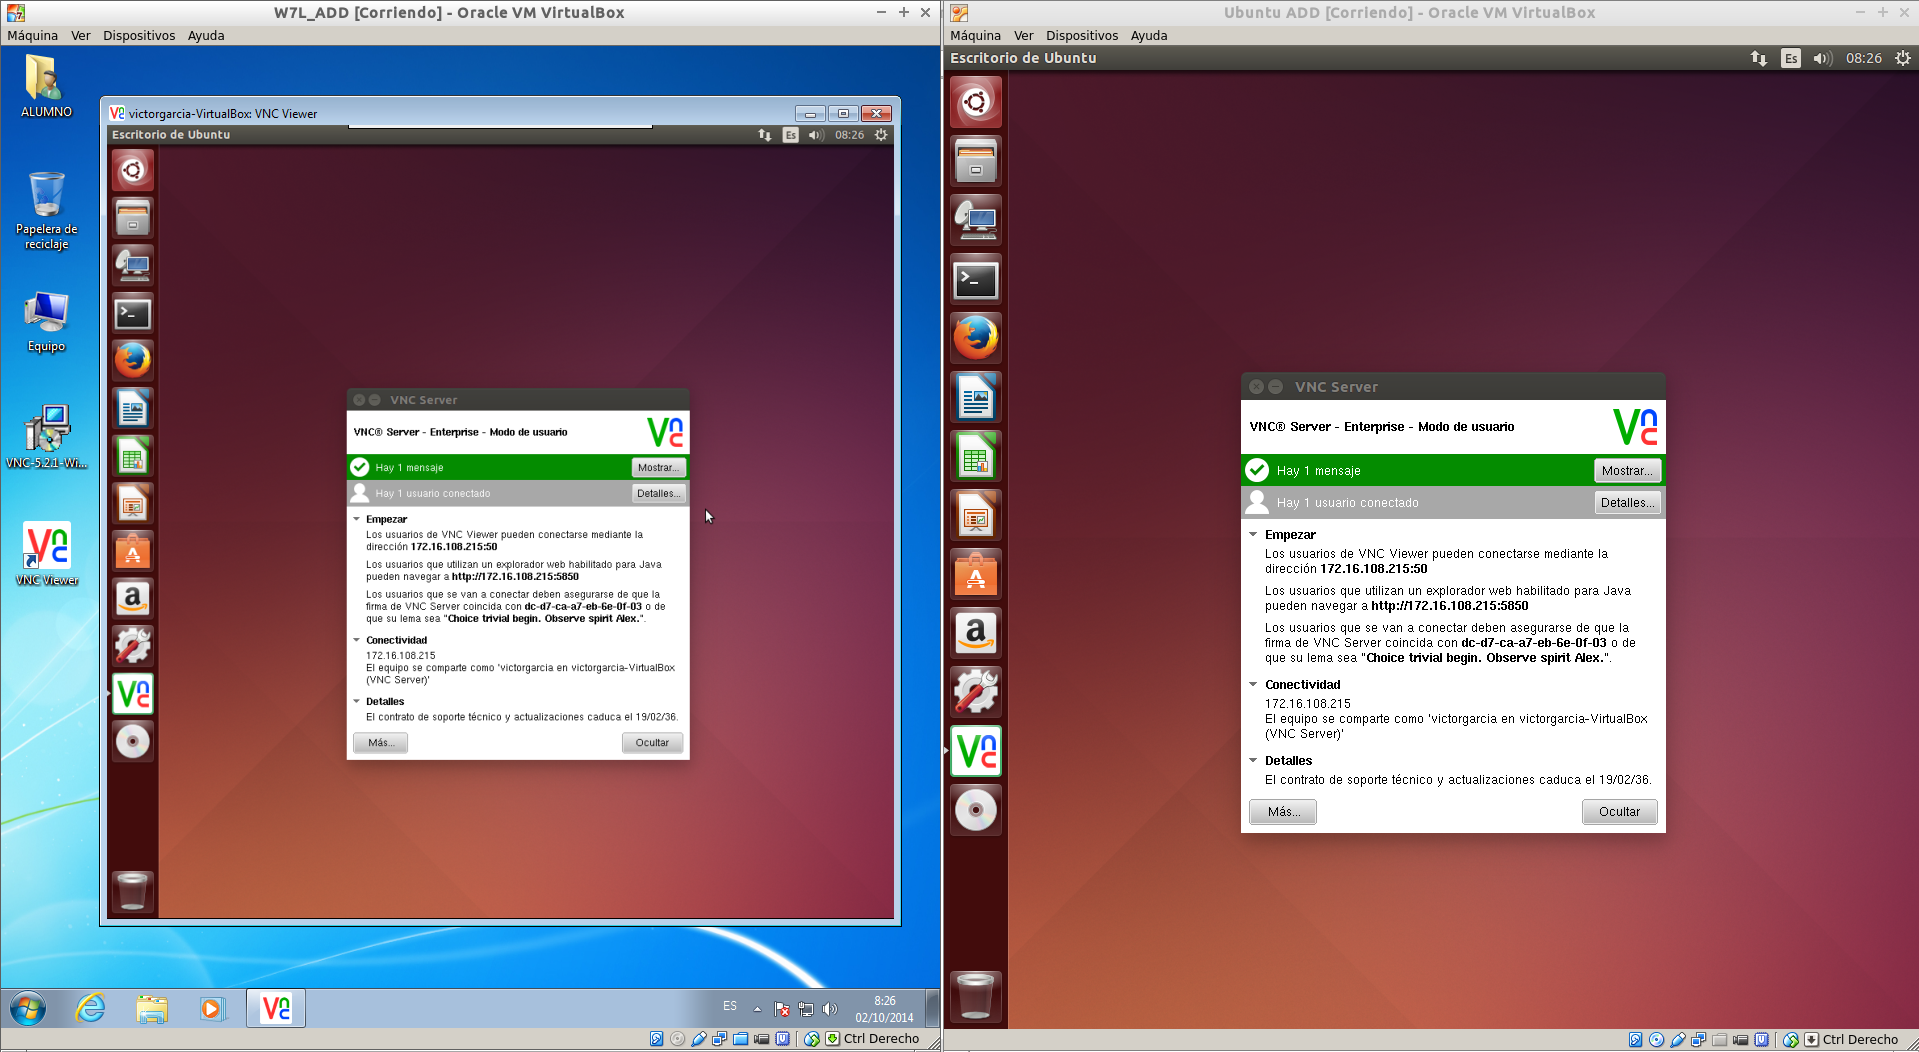 W7L_ADD [Corriendo] - Oracle VM VirtualBox
Máquina Ver Dispositivos Ayuda
ALUMNO
Papelera de
reciclaje
Equipo
VNC-5.2.1-Wi...
VNC Viewer
victorgarcia-VirtualBox: VNC Viewer
Escritorio de Ubuntu
Es 08:26
VNC Server
VNC® Server - Enterprise - Modo de usuario
Hay 1 mensaje
Mostrar...
Hay 1 usuario conectado
Detalles...
Empezar
Los usuarios de VNC Viewer pueden conectarse mediante la
dirección 172.16.108.215:50
Los usuarios que utilizan un explorador web habilitado para Java
pueden navegar a http://172.16.108.215:5850
Los usuarios que se van a conectar deben asegurarse de que la
firma de VNC Server coincida con dc-d7-ca-a7-eb-6e-0f-03 o de
que su lema sea "Choice trivial begin. Observe spirit Alex.".
Conectividad
172.16.108.215
El equipo se comparte como 'victorgarcia en victorgarcia-VirtualBox
(VNC Server)'
Detalles
El contrato de soporte técnico y actualizaciones caduca el 19/02/36.
Más...
Ocultar
ES
8:26
02/10/2014
Ctrl Derecho
Ubuntu ADD [Corriendo] - Oracle VM VirtualBox
Máquina Ver Dispositivos Ayuda
Escritorio de Ubuntu
Es 08:26
VNC Server
VNC® Server - Enterprise - Modo de usuario
Hay 1 mensaje
Mostrar...
Hay 1 usuario conectado
Detalles...
Empezar
Los usuarios de VNC Viewer pueden conectarse mediante la
dirección 172.16.108.215:50
Los usuarios que utilizan un explorador web habilitado para Java
pueden navegar a http://172.16.108.215:5850
Los usuarios que se van a conectar deben asegurarse de que la
firma de VNC Server coincida con dc-d7-ca-a7-eb-6e-0f-03 o de
que su lema sea "Choice trivial begin. Observe spirit Alex.".
Conectividad
172.16.108.215
El equipo se comparte como 'victorgarcia en victorgarcia-VirtualBox
(VNC Server)'
Detalles
El contrato de soporte técnico y actualizaciones caduca el 19/02/36.
Más...
Ocultar
Ctrl Derecho